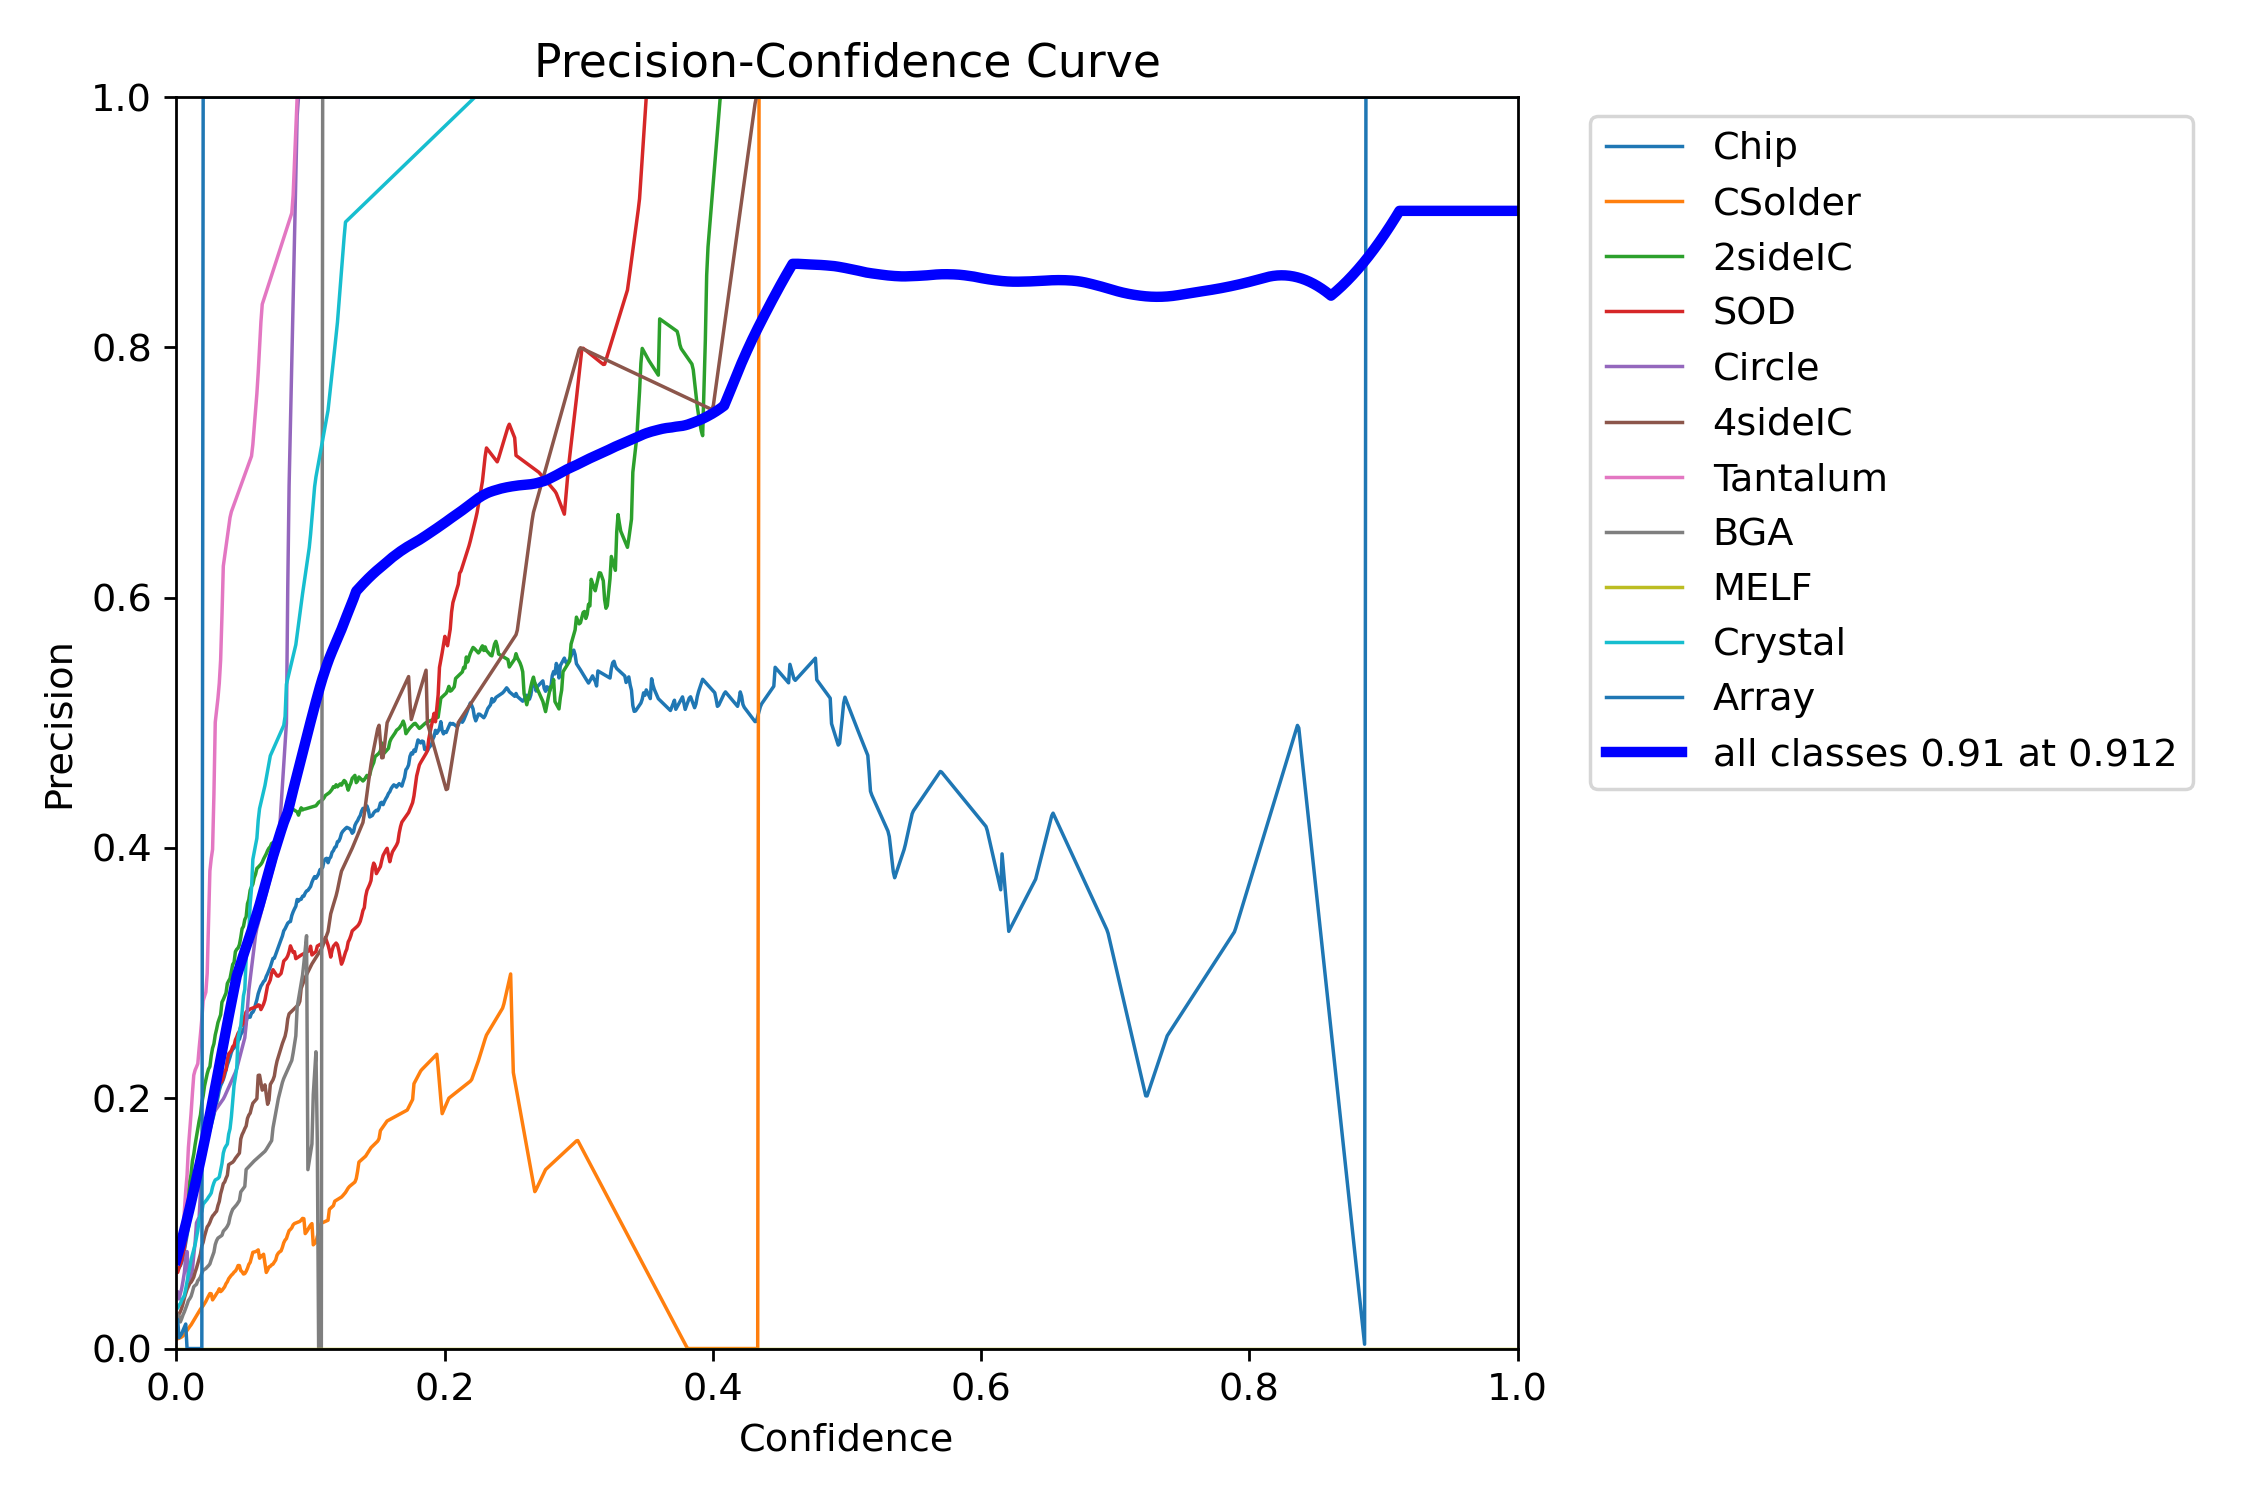 Precision-Confidence Curve
1.0
0.8
0.6
0.4
0.2
0.0
Precision
0.0 0.2 0.4 0.6 0.8 1.0
Confidence
Chip
CSolder
2sideIC
SOD
Circle
4sideIC
Tantalum
BGA
MELF
Crystal
Array
all classes 0.91 at 0.912